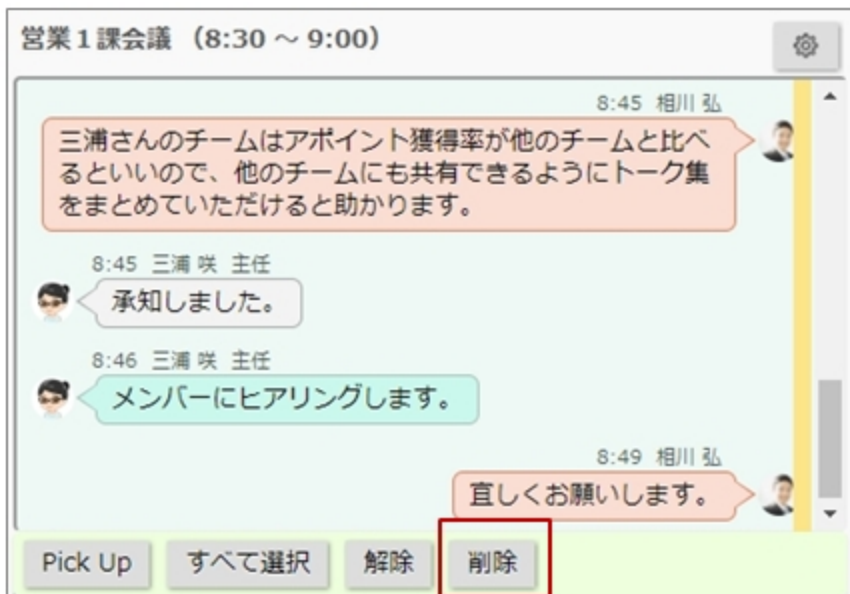 営業１課会議 （8:30 ～ 9:00）
8:45 相川 弘
三浦さんのチームはアポイント獲得率が他のチームと比べ
るといいので、他のチームにも共有できるようにトーク集
をまとめていただけると助かります。
8:45 三浦 咲 主任
承知しました。
8:46 三浦 咲 主任
メンバーにヒアリングします。
8:49 相川 弘
宜しくお願いします。
Pick Up すべて選択 解除 削除